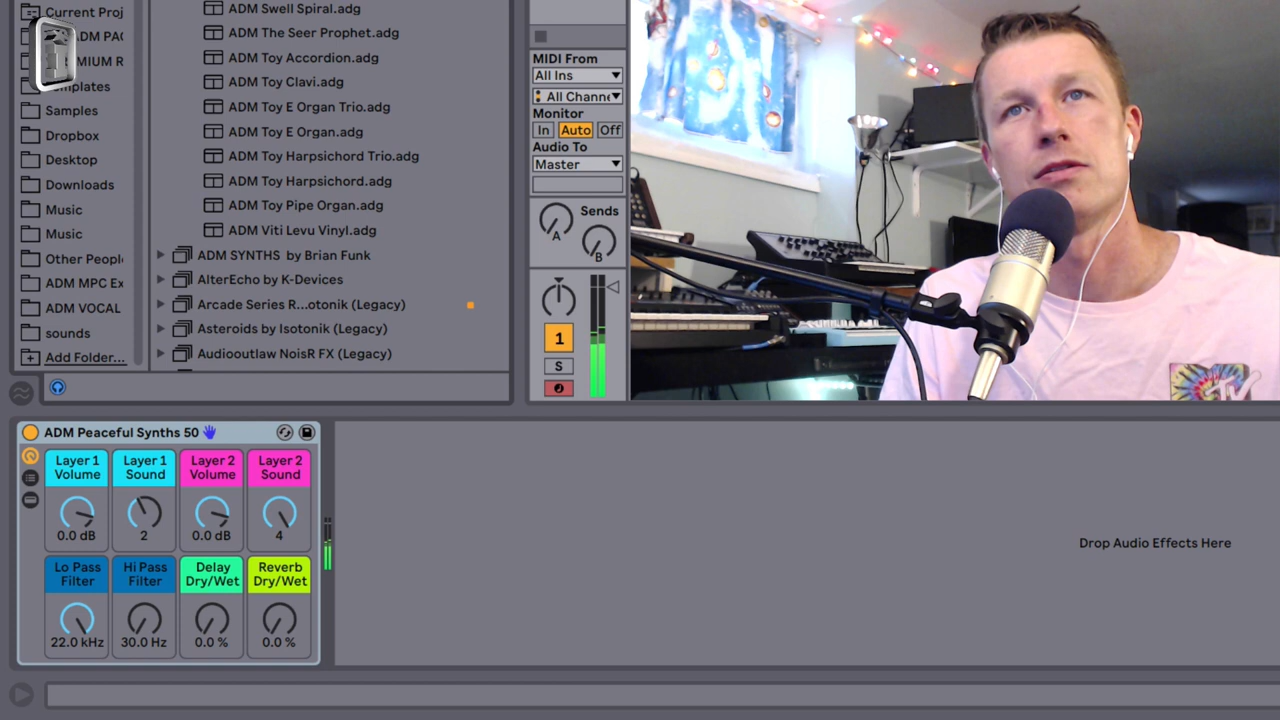 Current Proj
ADM PAC
MIUM R
mplates
Samples
Dropbox
Desktop
Downloads
Music
Music
Other People
ADM MPC Ex
ADM VOCAL
sounds
Add Folder...
ADM Swell Spiral.adg
ADM The Seer Prophet.adg
ADM Toy Accordion.adg
ADM Toy Clavi.adg
ADM Toy E Organ Trio.adg
ADM Toy E Organ.adg
ADM Toy Harpsichord Trio.adg
ADM Toy Harpsichord.adg
ADM Toy Pipe Organ.adg
ADM Viti Levu Vinyl.adg
ADM SYNTHS by Brian Funk
AlterEcho by K-Devices
Arcade Series R...otonik (Legacy)
Asteroids by Isotonik (Legacy)
Audiooutlaw NoisR FX (Legacy)
MIDI From
All Ins
All Channe
Monitor
In Auto Off
Audio To
Master
Sends
A
B
1
S
TV
ADM Peaceful Synths 50
Layer 1 Volume
Layer 1 Sound
Layer 2 Volume
Layer 2 Sound
0.0 dB
2
0.0 dB
4
Lo Pass Filter
Hi Pass Filter
Delay Dry/Wet
Reverb Dry/Wet
22.0 kHz
30.0 Hz
0.0 %
0.0 %
Drop Audio Effects Here